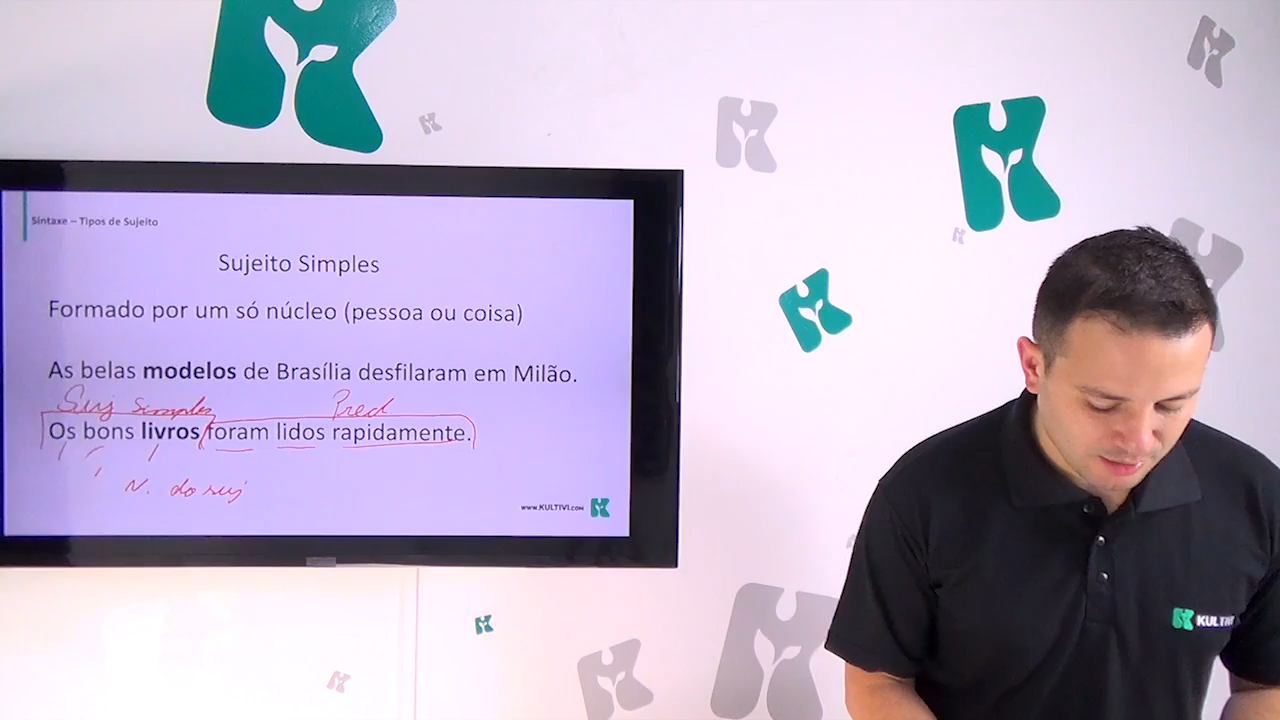 Sintaxe – Tipos de Sujeito
Sujeito Simples
Formado por um só núcleo (pessoa ou coisa)
As belas modelos de Brasília desfilaram em Milão.
Suj simples Pred
Os bons livros foram lidos rapidamente.
N. do suj
www.KULTIVI.com
KULTIVI